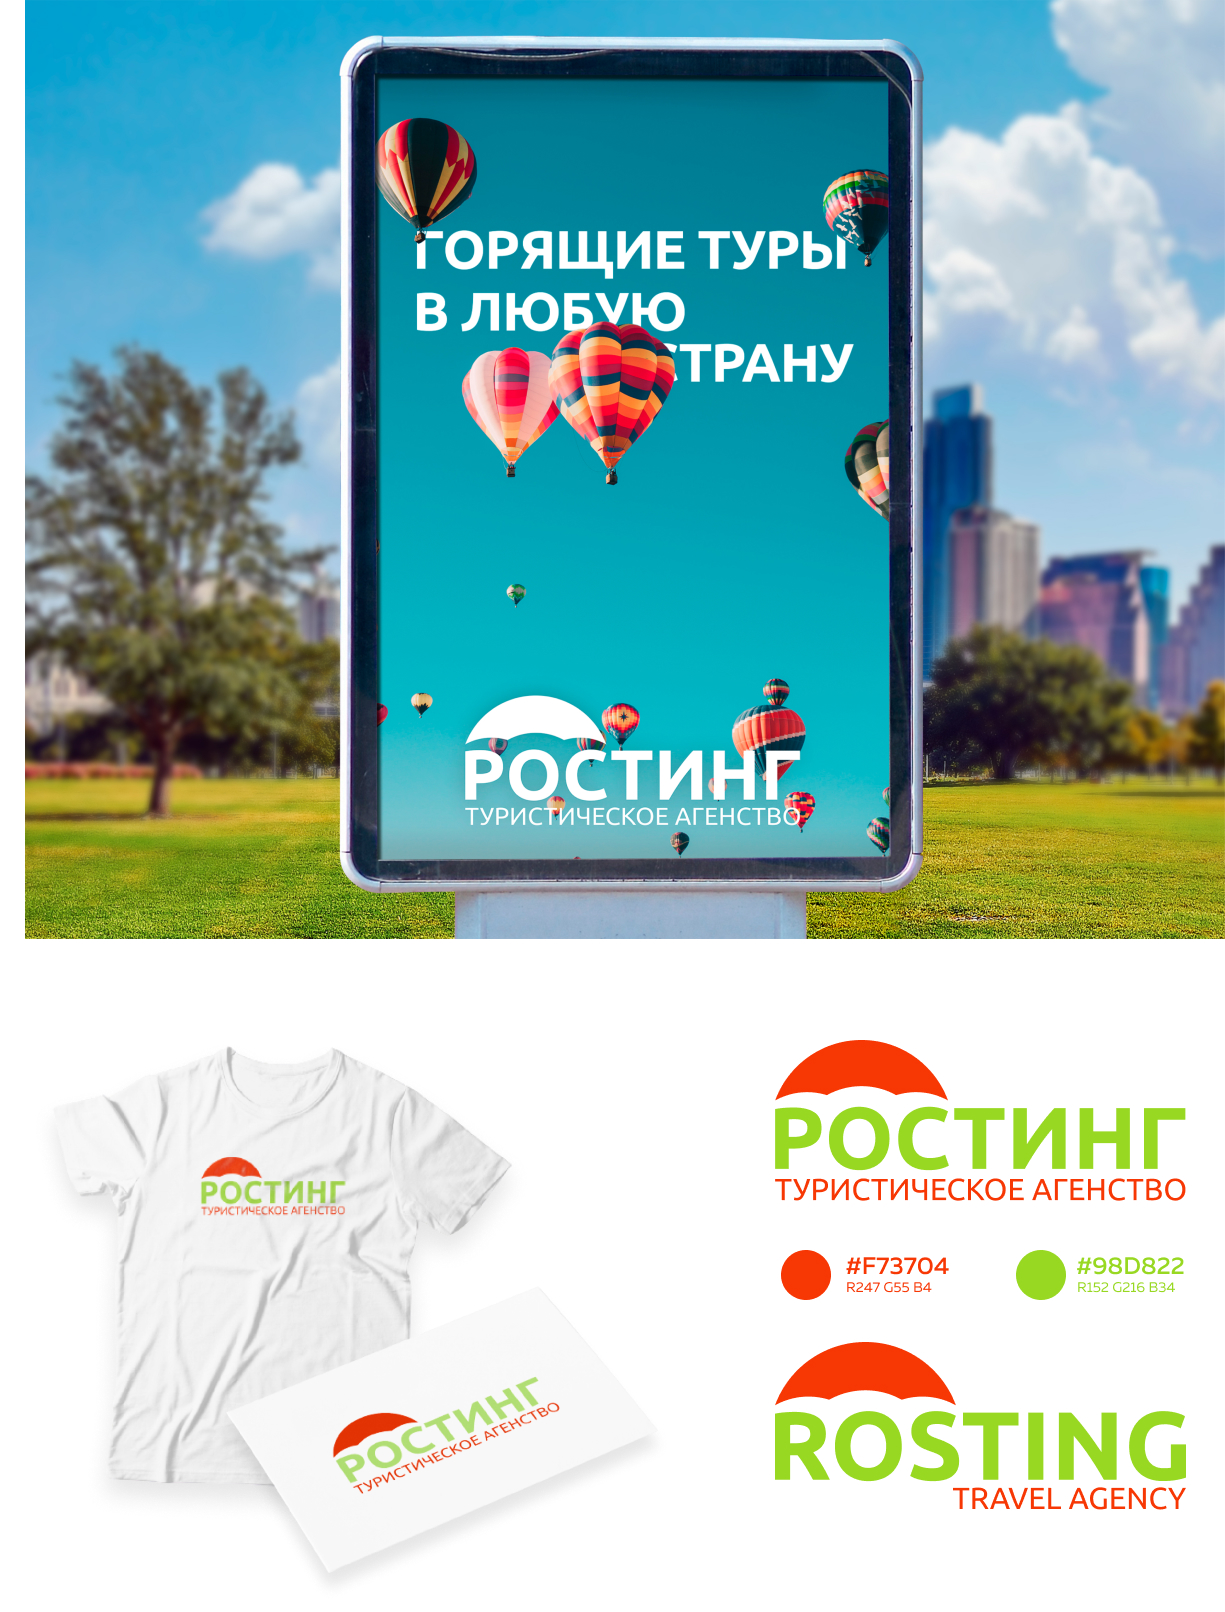 ГОРЯЩИЕ ТУРЫ
В ЛЮБУЮ
СТРАНУ
РОСТИНГ
ТУРИСТИЧЕСКОЕ АГЕНСТВО
РОСТИНГ
ТУРИСТИЧЕСКОЕ АГЕНСТВО
РОСТИНГ
ТУРИСТИЧЕСКОЕ АГЕНСТВО
РОСТИНГ
ТУРИСТИЧЕСКОЕ АГЕНСТВО
#F73704
R247 G55 B4
#98D822
R152 G216 B34
ROSTING
TRAVEL AGENCY